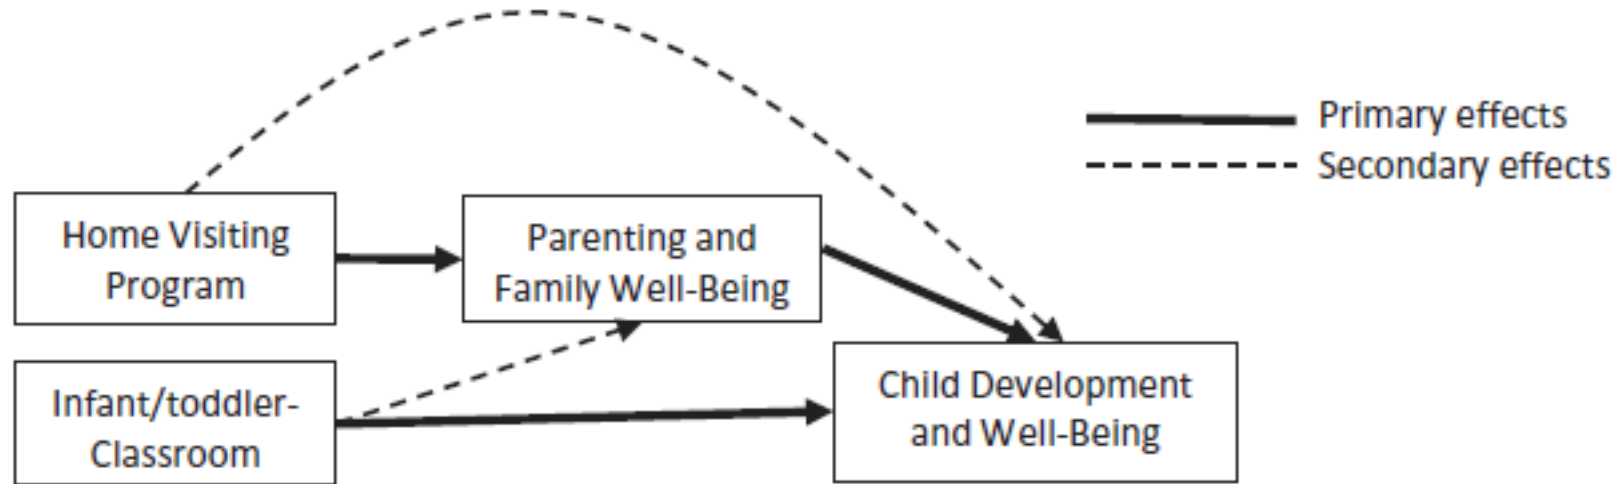 Primary effects
Secondary effects
Home Visiting
Program
Parenting and
Family Well-Being
Infant/toddler-
Classroom
Child Development
and Well-Being